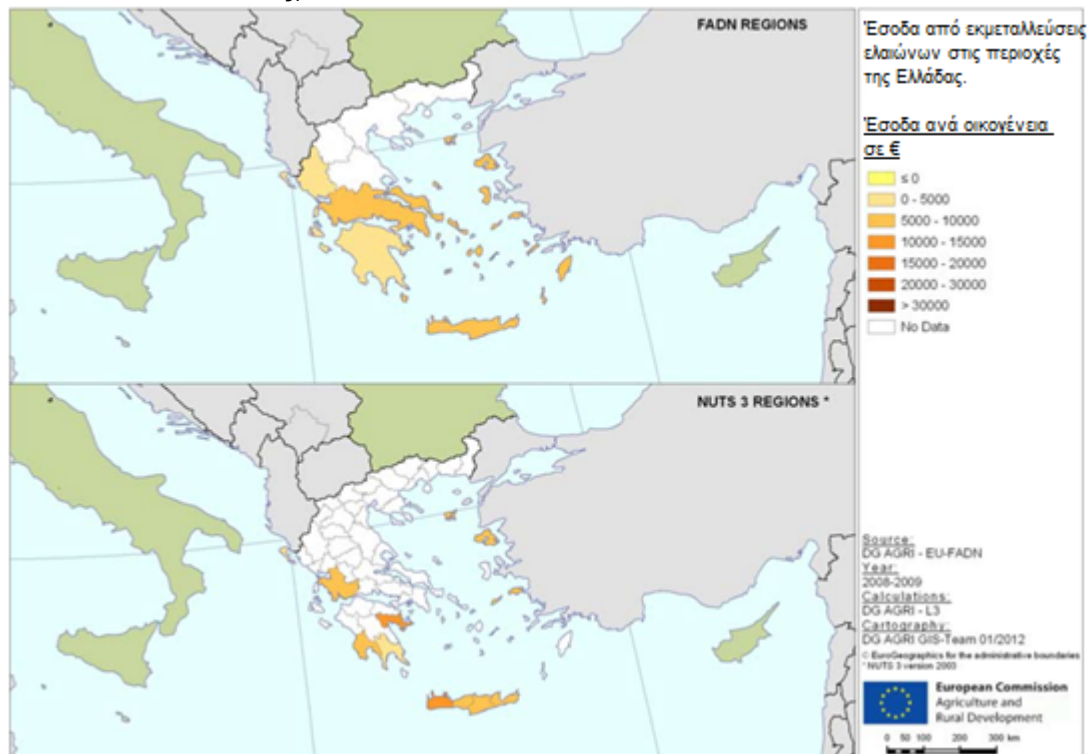 FADN REGIONS
Έσοδα από εκμεταλλεύσεις
ελαιώνων στις περιοχές
της Ελλάδας.
Έσοδα ανά οικογένεια
σε €
≤ 0
0 - 5000
5000 - 10000
10000 - 15000
15000 - 20000
20000 - 30000
> 30000
No Data
NUTS 3 REGIONS *
Source:
DG AGRI - EU-FADN
Year:
2008-2009
Calculations:
DG AGRI - L3
Cartography:
DG AGRI GIS-Team 01/2012
© EuroGeographics for the administrative boundaries
* NUTS 3 version 2003
European Commission
Agriculture and
Rural Development
0 50 100 200 300 km